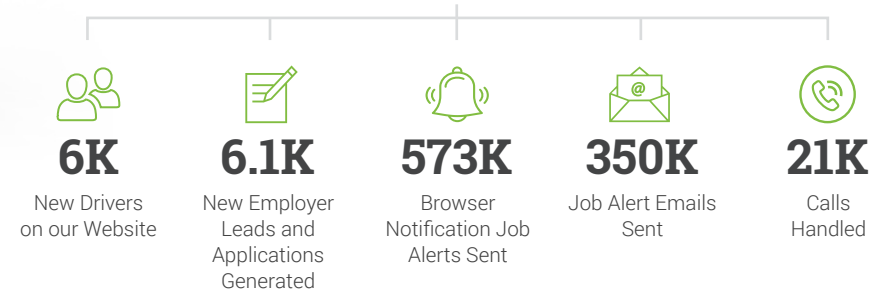 @
6K
New Drivers
on our Website
6.1K
New Employer
Leads and
Applications
Generated
573K
Browser
Notification Job
Alerts Sent
350K
Job Alert Emails
Sent
21K
Calls
Handled